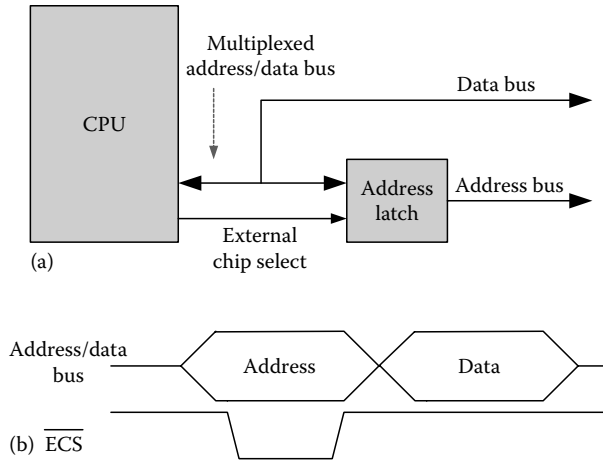 Multiplexed
address/data bus
Data bus
CPU
Address
latch
Address bus
External
chip select
(a)
Address/data
bus
Address
Data
(b) ECS